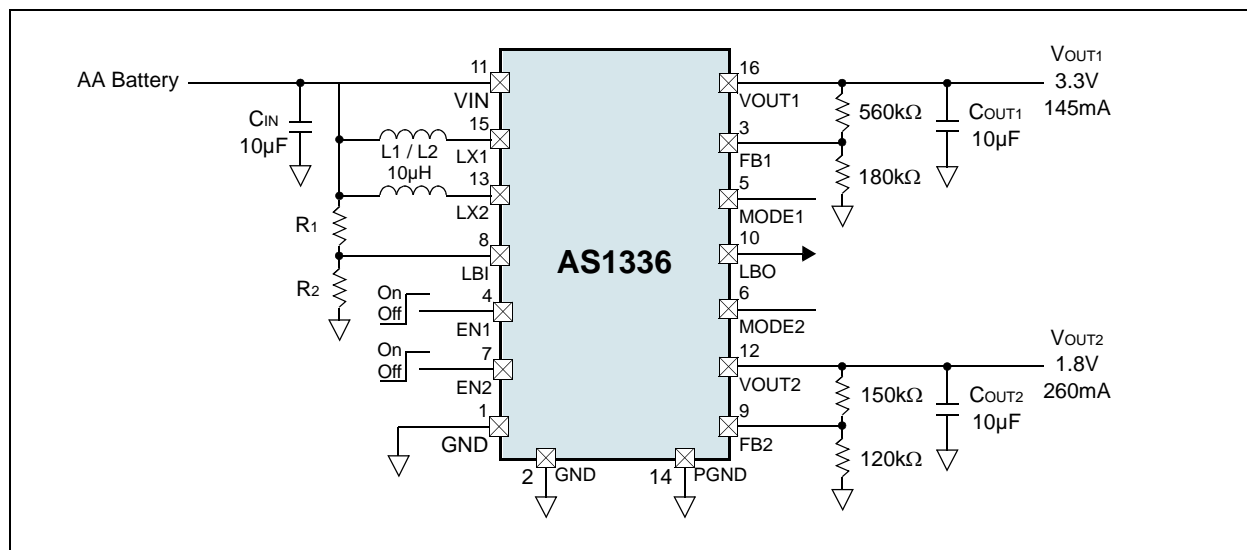 AA Battery
CIN
10µF
L1 / L2
10µH
R1
R2
On
Off
On
Off
11
VIN
15
LX1
13
LX2
8
LBI
4
EN1
7
EN2
1
GND
2
GND
14
PGND
AS1336
16
VOUT1
3
FB1
5
MODE1
10
LBO
6
MODE2
12
VOUT2
9
FB2
560kΩ
180kΩ
COUT1
10µF
VOUT1
3.3V
145mA
150kΩ
120kΩ
COUT2
10µF
VOUT2
1.8V
260mA